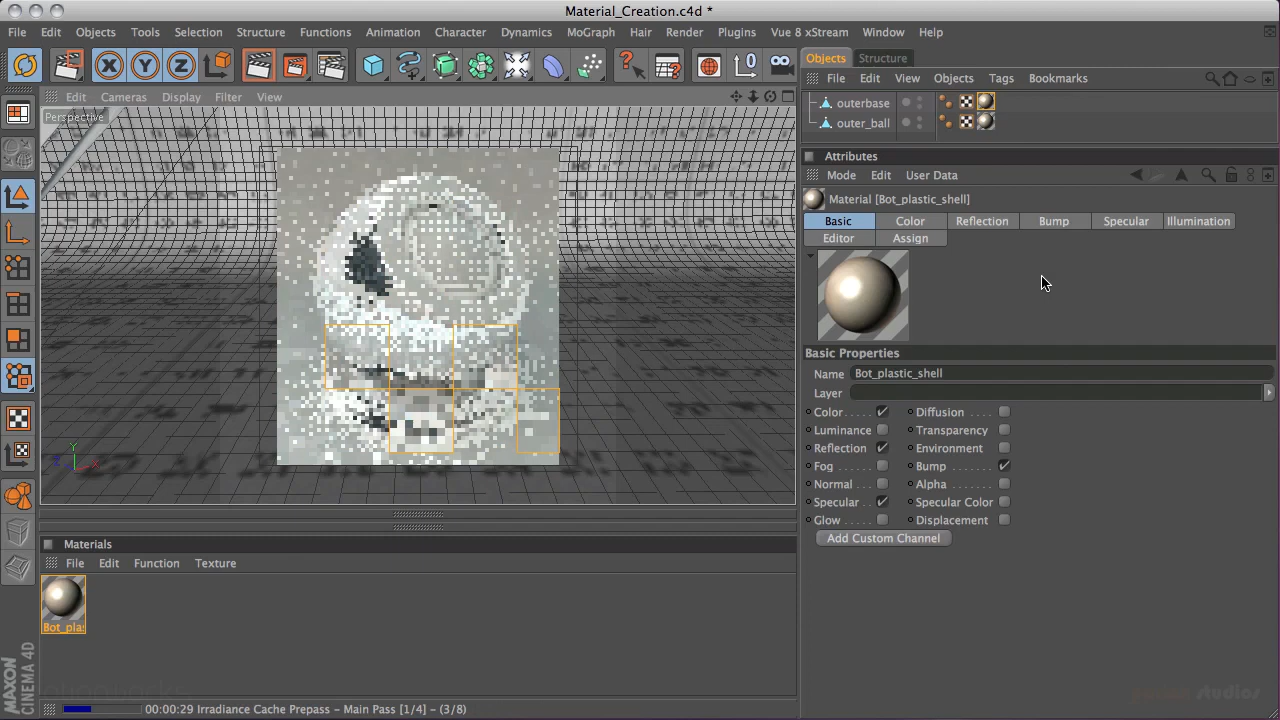 Material_Creation.c4d *
File Edit Objects Tools Selection Structure Functions Animation Character Dynamics MoGraph Hair Render Plugins Vue 8 xStream Window Help
Objects Structure
File Edit View Objects Tags Bookmarks
Edit Cameras Display Filter View
Perspective
outerbase
outer_ball
Attributes
Mode Edit User Data
Material [Bot_plastic_shell]
Basic Color Reflection Bump Specular Illumination
Editor Assign
Basic Properties
Name Bot_plastic_shell
Layer
Color Diffusion
Luminance Transparency
Reflection Environment
Fog Bump
Normal Alpha
Specular Specular Color
Glow Displacement
Add Custom Channel
Y
Z X
Materials
File Edit Function Texture
Bot_plas
MAXON
CINEMA 4D
00:00:29 Irradiance Cache Prepass - Main Pass [1/4] - (3/8)
studios